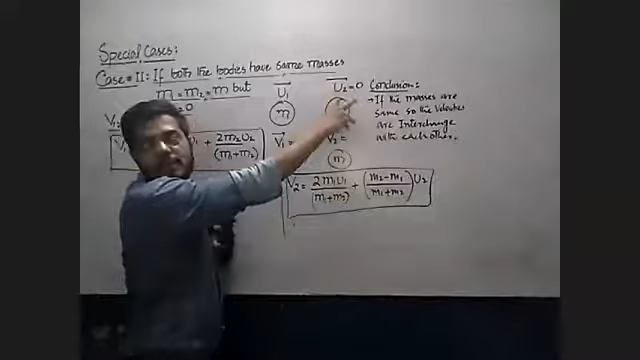 Special Cases:
Case # II: If both the bodies have same masses
m₁ = m₂ = m but
= 0
U₁
U₂ = 0
m
Conclusion:
→ If the masses are
same so the velocities
are Interchange
with each other.
V₁
+ 2m₂U₂/(m₁+m₂)
V₁ =
V₂ =
m
V₂ = 2m₁U₁/(m₁+m₂) + (m₂-m₁/m₁+m₂) U₂